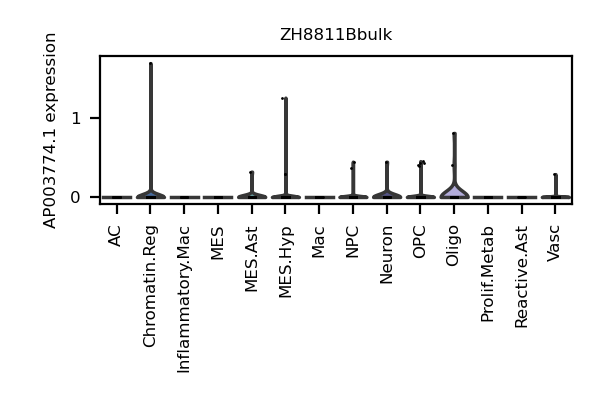 ZH8811Bbulk
AP003774.1 expression
1
0
AC
Chromatin.Reg
Inflammatory.Mac
MES
MES.Ast
MES.Hyp
Mac
NPC
Neuron
OPC
Oligo
Prolif.Metab
Reactive.Ast
Vasc